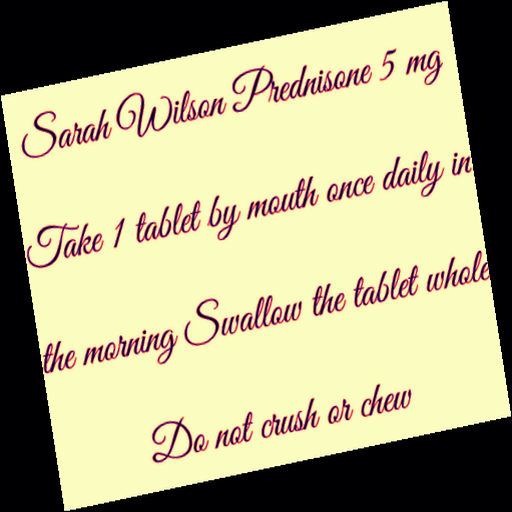 Sarah Wilson Prednisone 5 mg
Take 1 tablet by mouth once daily in
the morning Swallow the tablet whole
Do not crush or chew